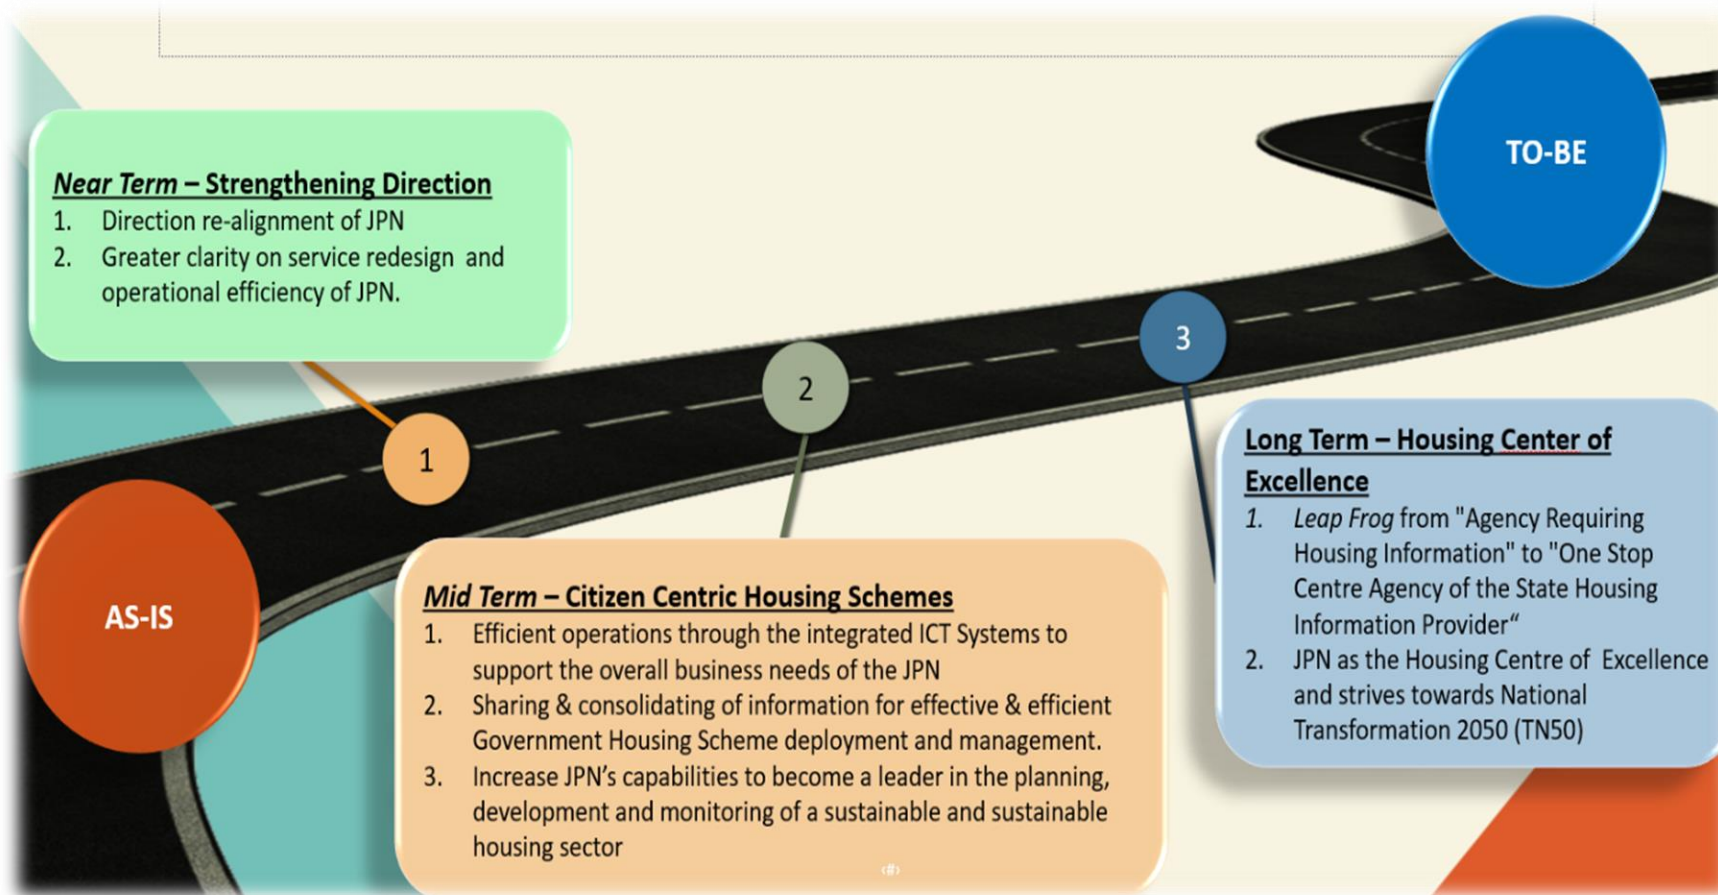 Near Term – Strengthening Direction
1. Direction re-alignment of JPN
2. Greater clarity on service redesign and
operational efficiency of JPN.
TO-BE
3
2
1
AS-IS
Mid Term – Citizen Centric Housing Schemes
1. Efficient operations through the integrated ICT Systems to
support the overall business needs of the JPN
2. Sharing & consolidating of information for effective & efficient
Government Housing Scheme deployment and management.
3. Increase JPN’s capabilities to become a leader in the planning,
development and monitoring of a sustainable and sustainable
housing sector
‹#›
Long Term – Housing Center of
Excellence
1. Leap Frog from "Agency Requiring
Housing Information" to "One Stop
Centre Agency of the State Housing
Information Provider“
2. JPN as the Housing Centre of Excellence
and strives towards National
Transformation 2050 (TN50)